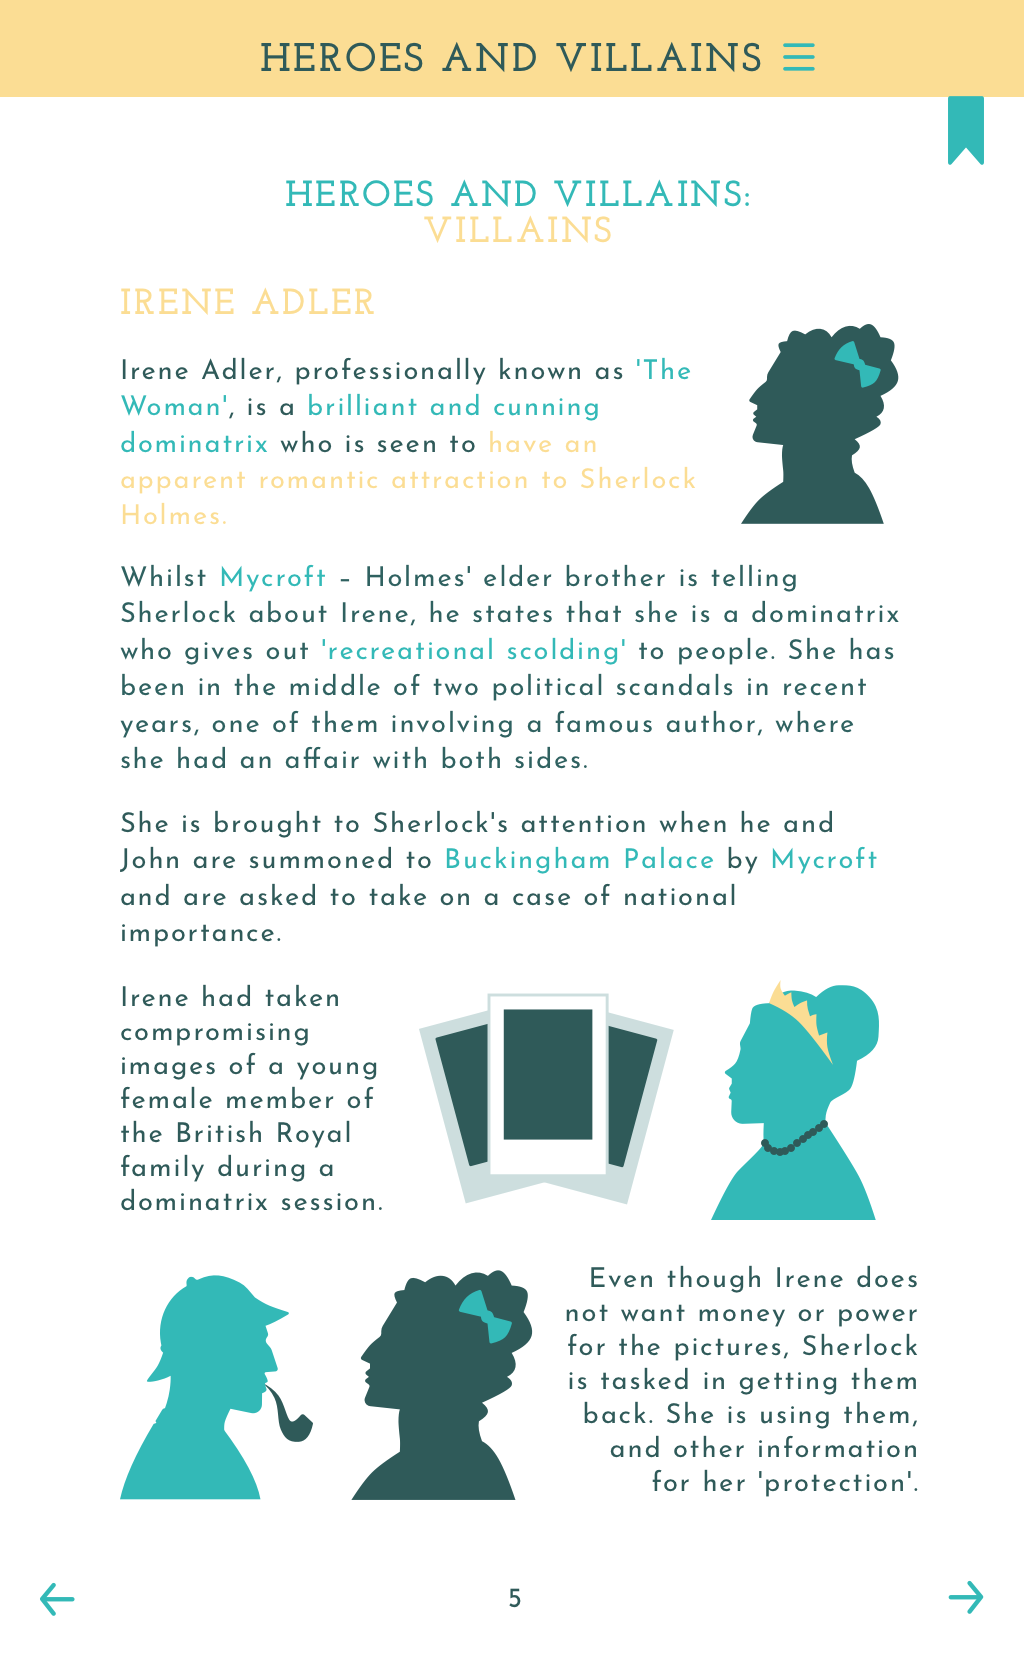 HEROES AND VILLAINS
HEROES AND VILLAINS:
VILLAINS
IRENE ADLER
Irene Adler, professionally known as 'The
Woman', is a brilliant and cunning
dominatrix who is seen to have an
apparent romantic attraction to Sherlock
Holmes.
Whilst Mycroft – Holmes' elder brother is telling
Sherlock about Irene, he states that she is a dominatrix
who gives out 'recreational scolding' to people. She has
been in the middle of two political scandals in recent
years, one of them involving a famous author, where
she had an affair with both sides.
She is brought to Sherlock's attention when he and
John are summoned to Buckingham Palace by Mycroft
and are asked to take on a case of national
importance.
Irene had taken
compromising
images of a young
female member of
the British Royal
family during a
dominatrix session.
Even though Irene does
not want money or power
for the pictures, Sherlock
is tasked in getting them
back. She is using them,
and other information
for her 'protection'.
5